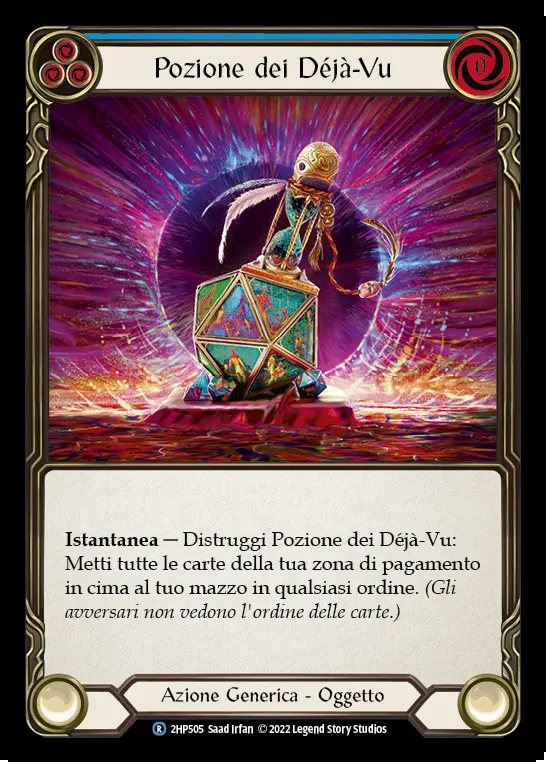 Pozione dei Déjà-Vu
0
Istantanea — Distruggi Pozione dei Déjà-Vu:
Metti tutte le carte della tua zona di pagamento
in cima al tuo mazzo in qualsiasi ordine. (Gli
avversari non vedono l'ordine delle carte.)
Azione Generica - Oggetto
R 2HP505 Saad Irfan © 2022 Legend Story Studios